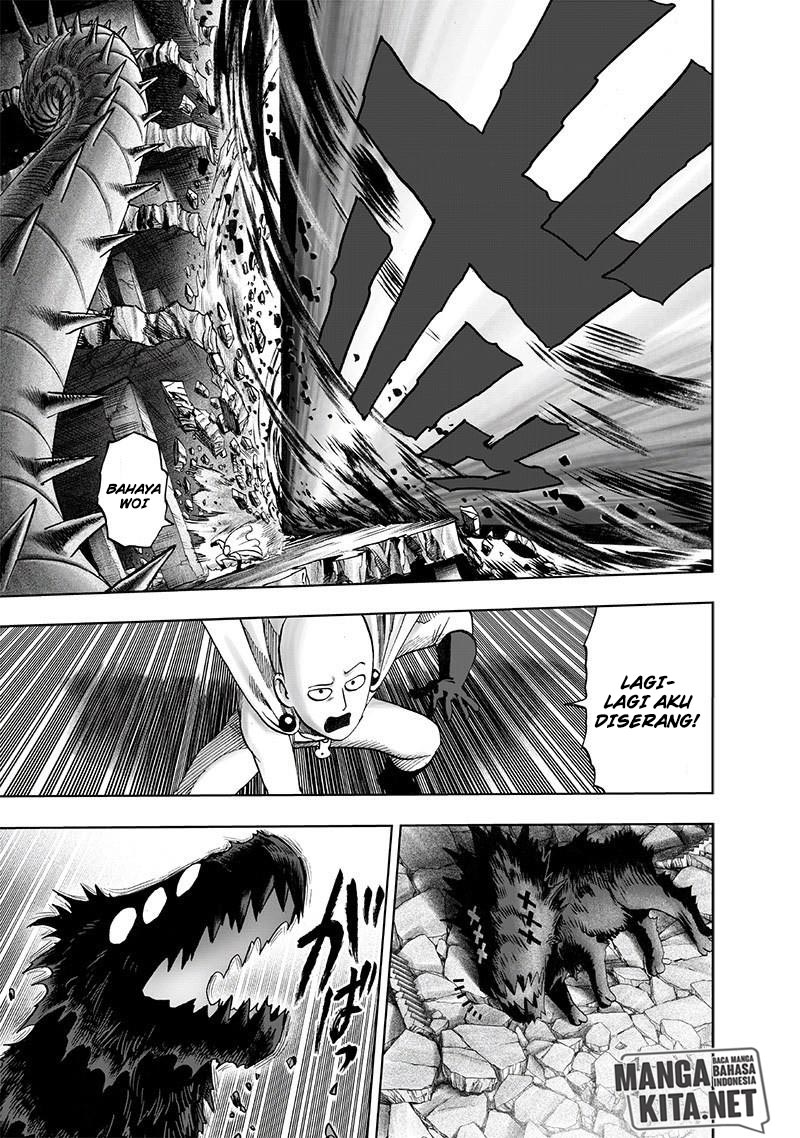 BAHAYA
WOI
LAGI-
LAGI AKU
DISERANG!
がばっ
MANGA
KITA.NET
BACA MANGA
BAHASA
INDONESIA